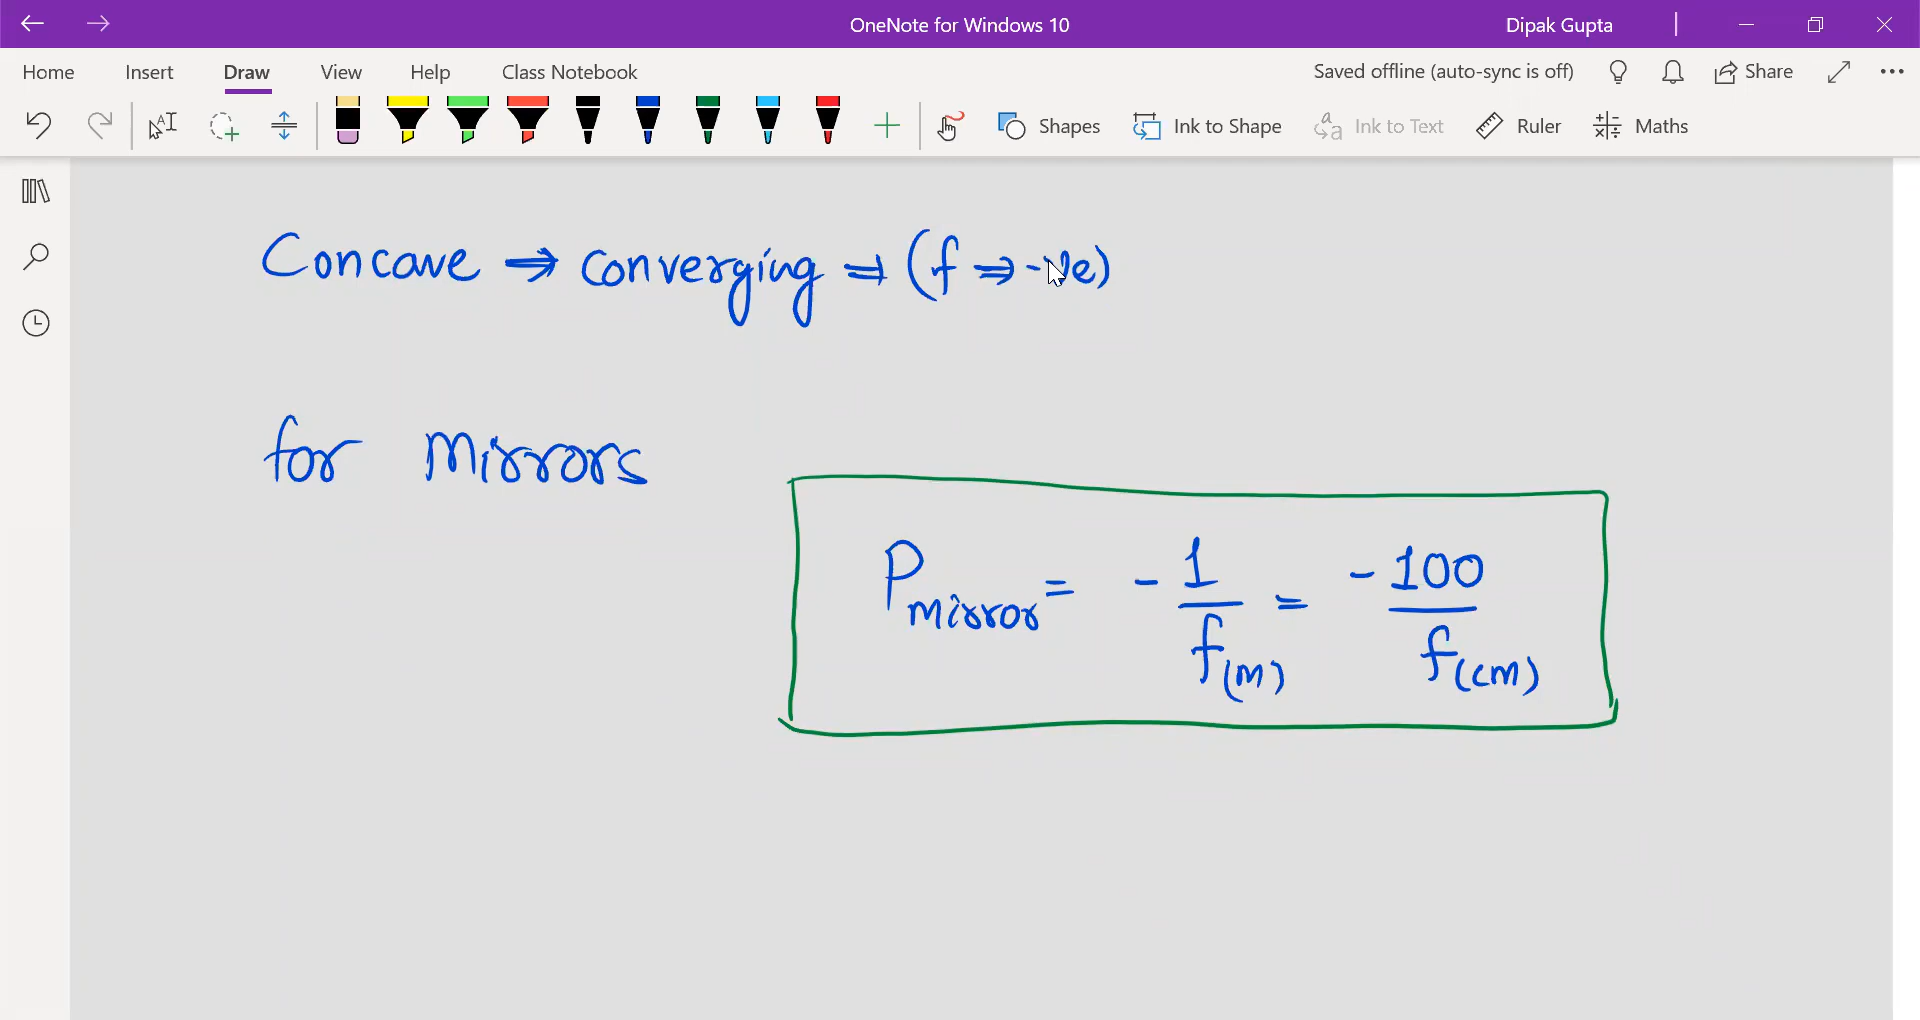 OneNote for Windows 10
Dipak Gupta
Home Insert Draw View Help Class Notebook
Saved offline (auto-sync is off) Share
Shapes Ink to Shape Ink to Text Ruler Maths
Concave ⇒ converging ⇒ (f ⇒ -ve)
for Mirrors
P mirror = - 1/f(m) = - 100/f(cm)